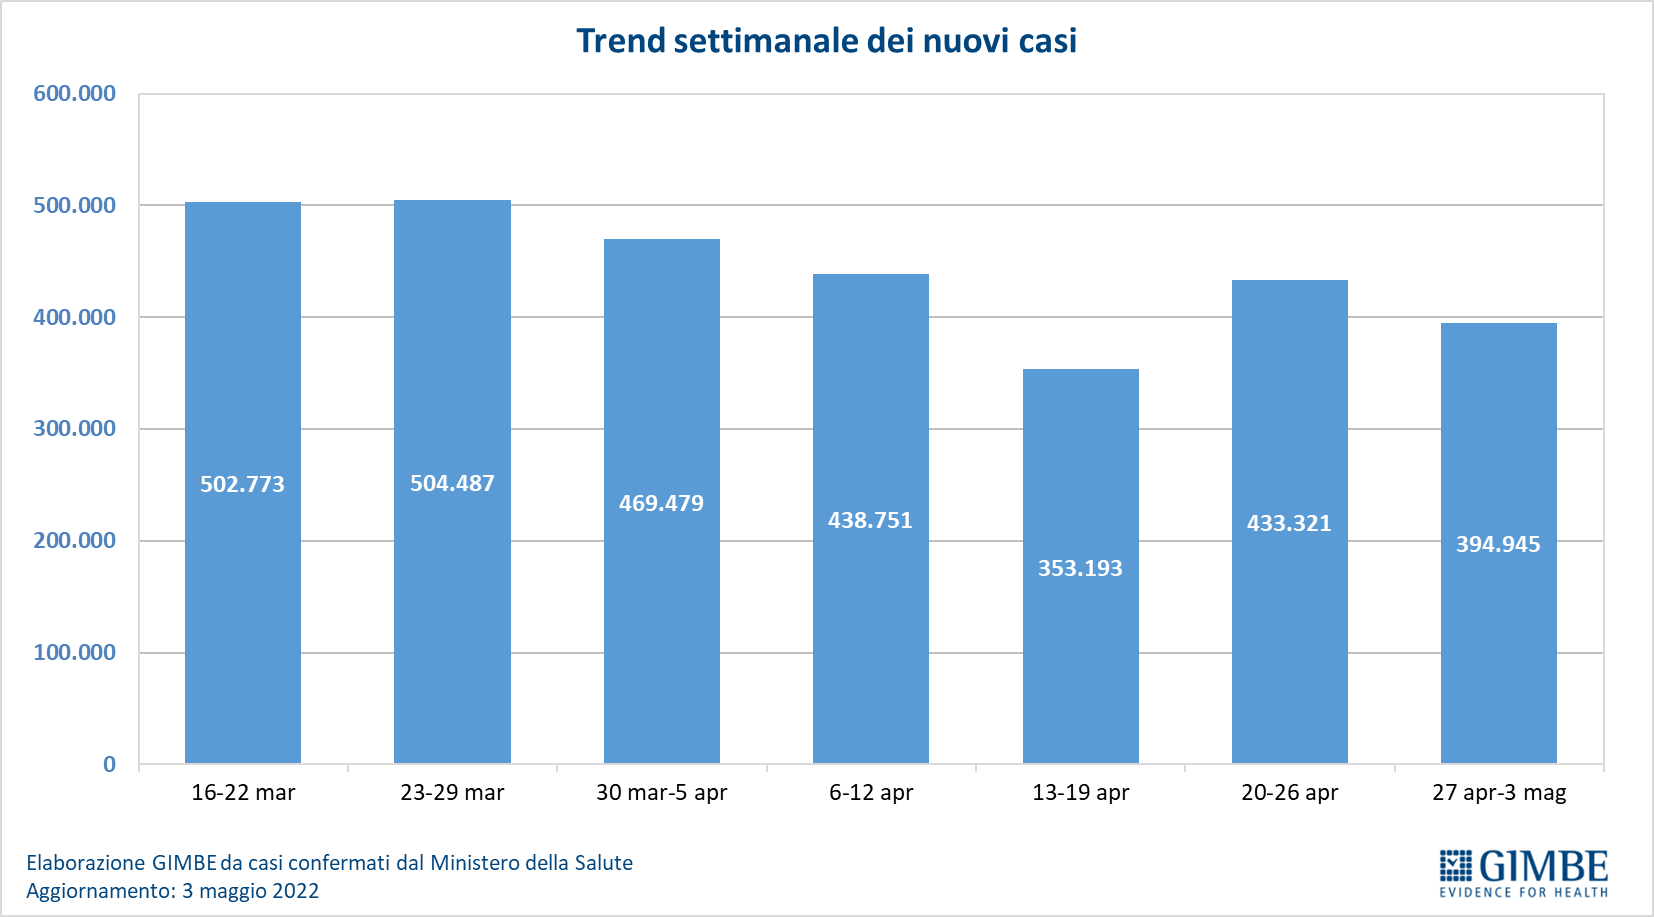 Trend settimanale dei nuovi casi
600.000
500.000
400.000
300.000
200.000
100.000
0
502.773
504.487
469.479
438.751
353.193
433.321
394.945
16-22 mar
23-29 mar
30 mar-5 apr
6-12 apr
13-19 apr
20-26 apr
27 apr-3 mag
Elaborazione GIMBE da casi confermati dal Ministero della Salute
Aggiornamento: 3 maggio 2022
GIMBE
EVIDENCE FOR HEALTH